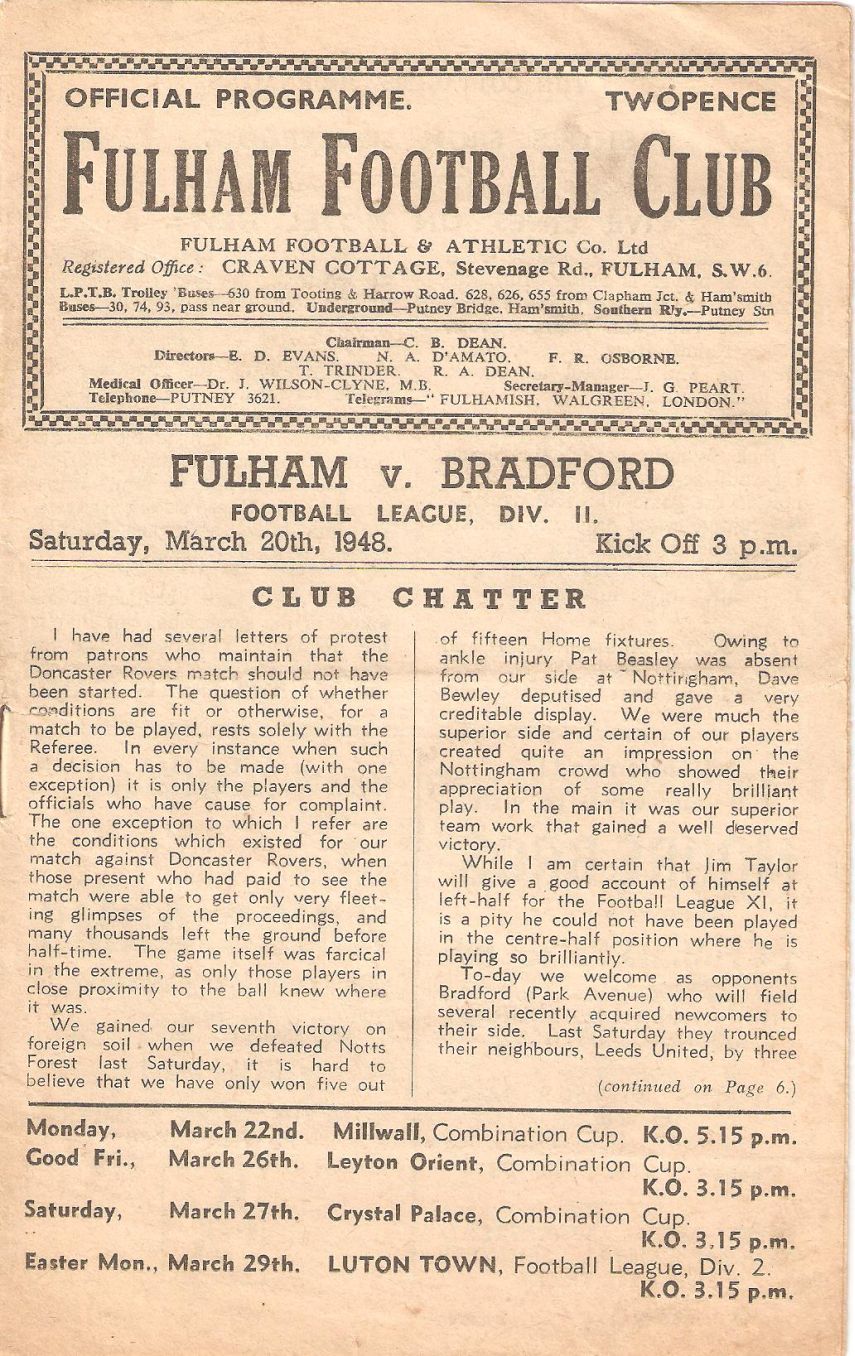 OFFICIAL PROGRAMME. TWOPENCE
FULHAM FOOTBALL CLUB
FULHAM FOOTBALL & ATHLETIC Co. Ltd
Registered Office: CRAVEN COTTAGE, Stevenage Rd., FULHAM, S.W.6.
L.P.T.B. Trolley 'Buses—630 from Tooting & Harrow Road. 628, 626, 655 from Clapham Jct. & Ham'smith
Buses—30, 74, 93, pass near ground. Underground—Putney Bridge. Ham'smith. Southern Rly.—Putney Stn
Chairman—C. B. DEAN.
Directors—E. D. EVANS. N. A. D'AMATO. F. R. OSBORNE.
T. TRINDER. R. A. DEAN.
Medical Officer—Dr. J. WILSON-CLYNE, M.B. Secretary-Manager—J. G. PEART.
Telephone—PUTNEY 3621. Telegrams—"FULHAMISH, WALGREEN, LONDON."
FULHAM v. BRADFORD
FOOTBALL LEAGUE, DIV. II.
Saturday, March 20th, 1948. Kick Off 3 p.m.
CLUB CHATTER
I have had several letters of protest
from patrons who maintain that the
Doncaster Rovers match should not have
been started. The question of whether
conditions are fit or otherwise, for a
match to be played, rests solely with the
Referee. In every instance when such
a decision has to be made (with one
exception) it is only the players and the
officials who have cause for complaint.
The one exception to which I refer are
the conditions which existed for our
match against Doncaster Rovers, when
those present who had paid to see the
match were able to get only very fleet-
ing glimpses of the proceedings, and
many thousands left the ground before
half-time. The game itself was farcical
in the extreme, as only those players in
close proximity to the ball knew where
it was.
We gained our seventh victory on
foreign soil when we defeated Notts
Forest last Saturday, it is hard to
believe that we have only won five out
of fifteen Home fixtures. Owing to
ankle injury Pat Beasley was absent
from our side at Nottingham, Dave
Bewley deputised and gave a very
creditable display. We were much the
superior side and certain of our players
created quite an impression on the
Nottingham crowd who showed their
appreciation of some really brilliant
play. In the main it was our superior
team work that gained a well deserved
victory.
While I am certain that Jim Taylor
will give a good account of himself at
left-half for the Football League XI, it
is a pity he could not have been played
in the centre-half position where he is
playing so brilliantly.
To-day we welcome as opponents
Bradford (Park Avenue) who will field
several recently acquired newcomers to
their side. Last Saturday they trounced
their neighbours, Leeds United, by three
(continued on Page 6.)
Monday, March 22nd. Millwall, Combination Cup. K.O. 5.15 p.m.
Good Fri., March 26th. Leyton Orient, Combination Cup.
K.O. 3.15 p.m.
Saturday, March 27th. Crystal Palace, Combination Cup.
K.O. 3.15 p.m.
Easter Mon., March 29th. LUTON TOWN, Football League, Div. 2.
K.O. 3.15 p.m.